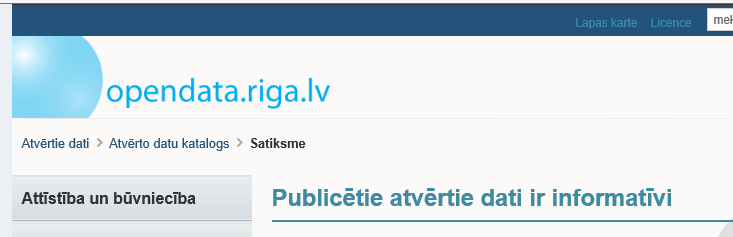 Lapas karte Licence mek
opendata.riga.lv
Atvērtie dati > Atvērto datu katalogs > Satiksme
Attīstība un būvniecība
Publicētie atvērtie dati ir informatīvi